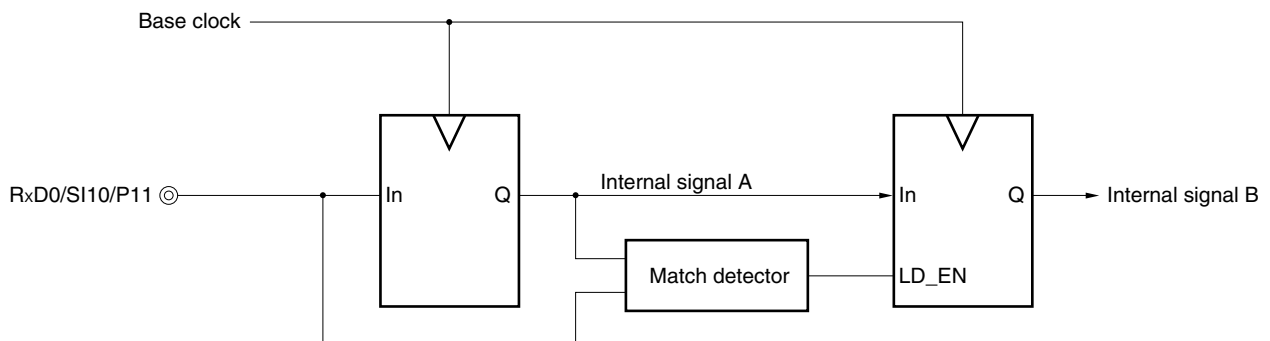 Base clock
RxD0/SI10/P11
In
Q
Internal signal A
In
Q
Internal signal B
Match detector
LD_EN